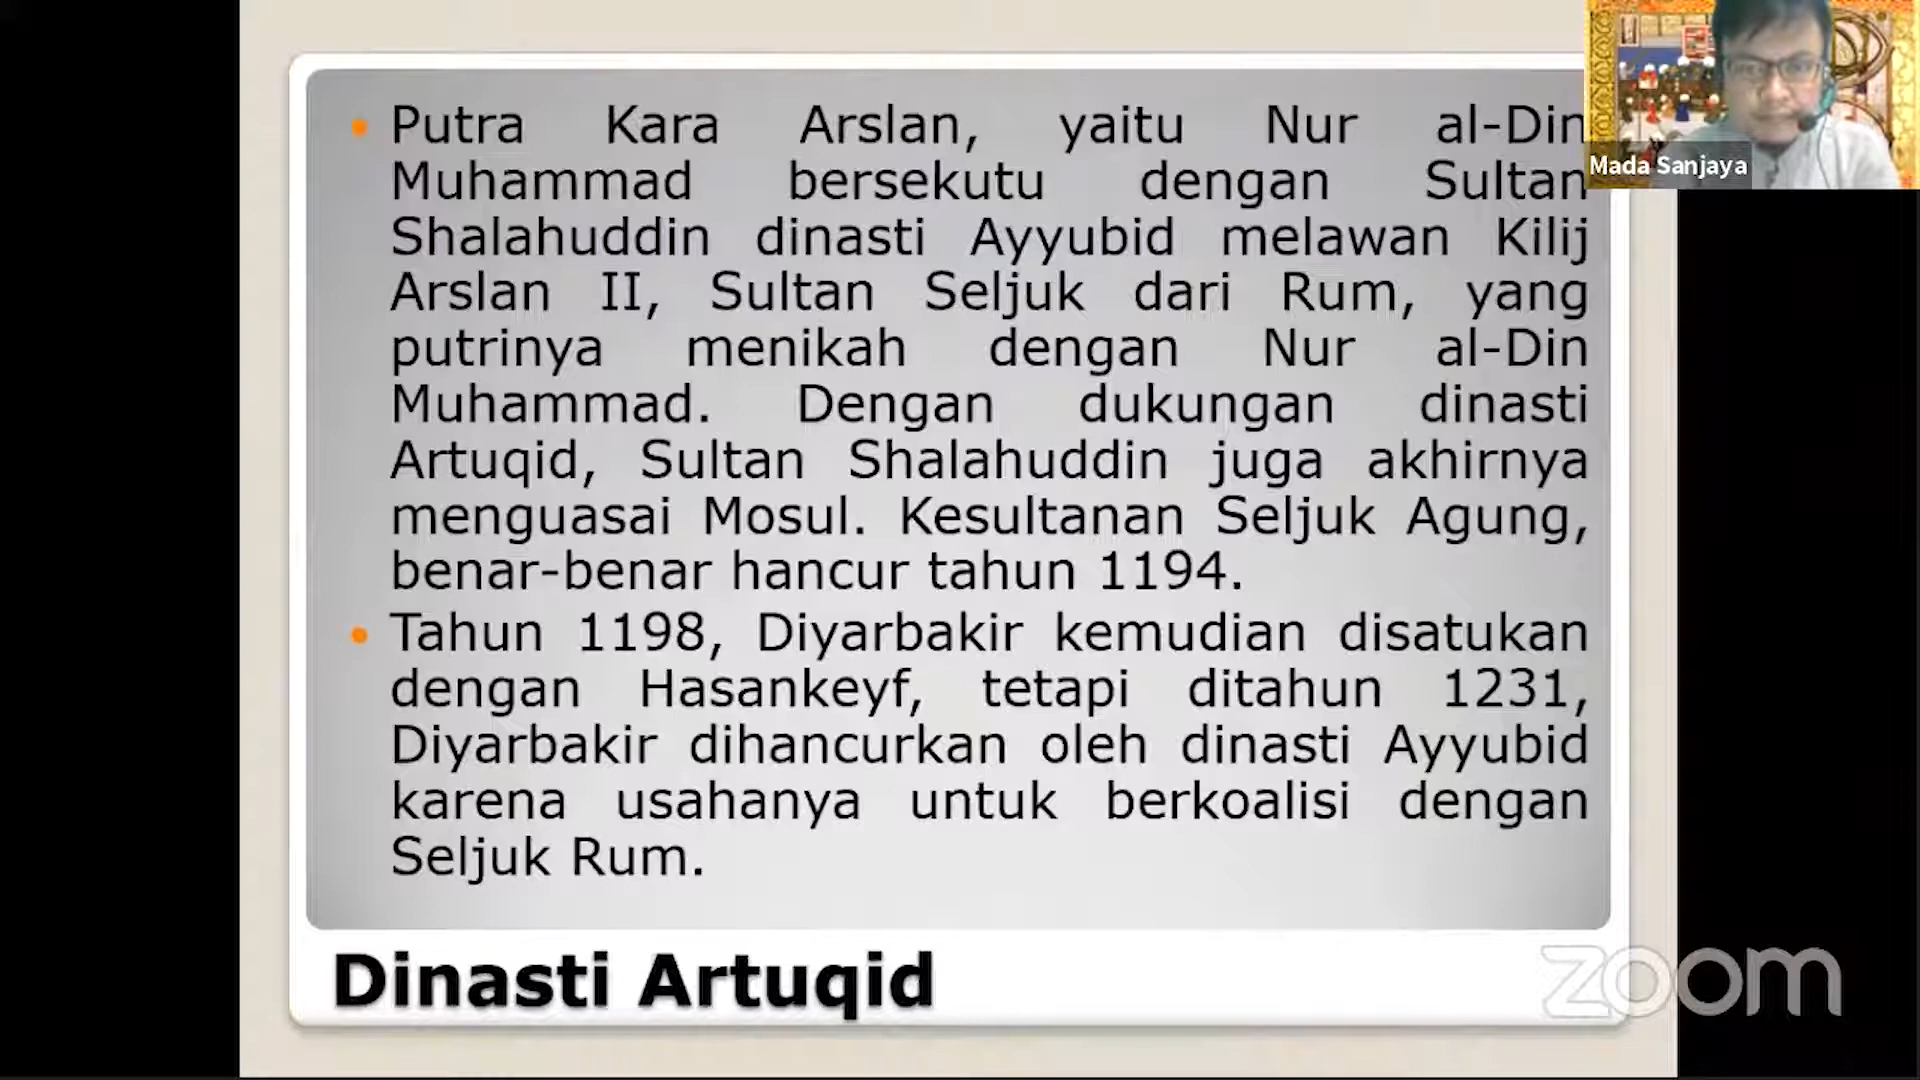 Putra Kara Arslan, yaitu Nur al-Din
Muhammad bersekutu dengan Sultan
Shalahuddin dinasti Ayyubid melawan Kilij
Arslan II, Sultan Seljuk dari Rum, yang
putrinya menikah dengan Nur al-Din
Muhammad. Dengan dukungan dinasti
Artuqid, Sultan Shalahuddin juga akhirnya
menguasai Mosul. Kesultanan Seljuk Agung,
benar-benar hancur tahun 1194.
Tahun 1198, Diyarbakir kemudian disatukan
dengan Hasankeyf, tetapi ditahun 1231,
Diyarbakir dihancurkan oleh dinasti Ayyubid
karena usahanya untuk berkoalisi dengan
Seljuk Rum.
Dinasti Artuqid
Mada Sanjaya
zoom